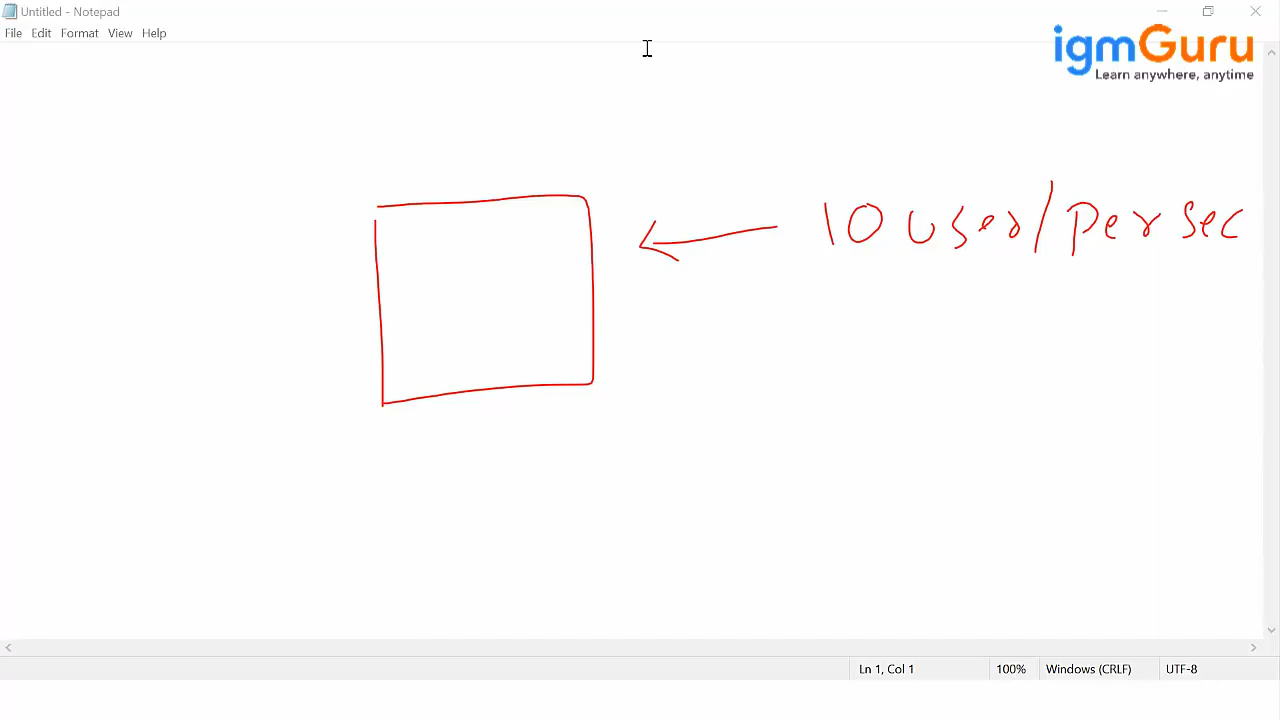 Untitled - Notepad
File Edit Format View Help
igmGuru
Learn anywhere, anytime
10 user/per sec
Ln 1, Col 1 100% Windows (CRLF) UTF-8